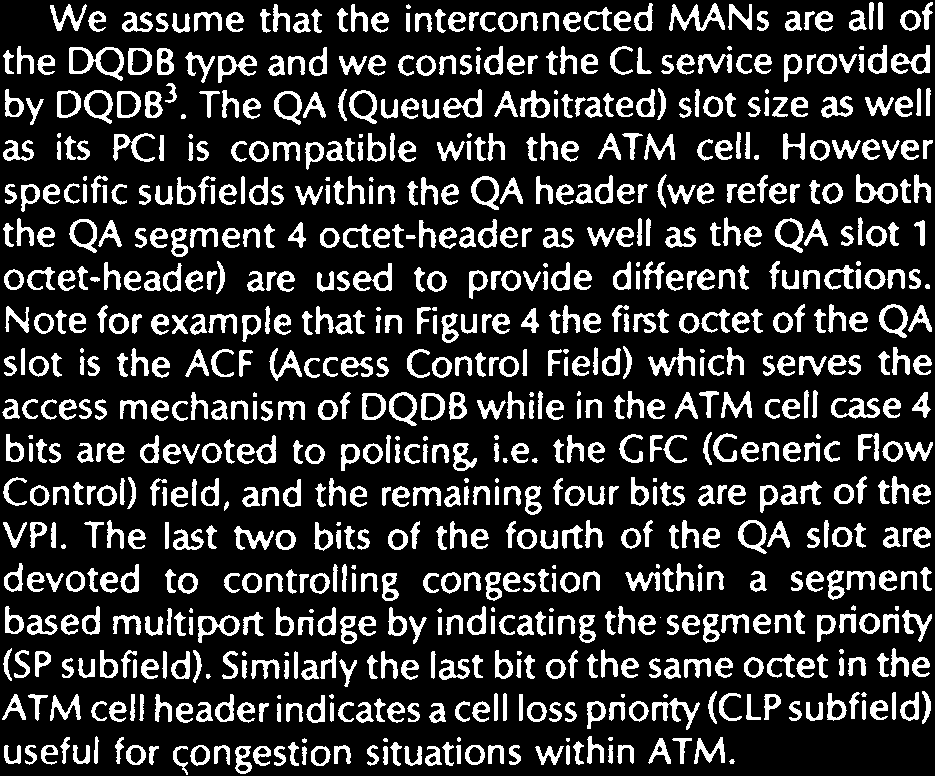 We assume that the interconnected MANs are all of
the DQDB type and we consider the CL service provided
by DQDB³. The QA (Queued Arbitrated) slot size as well
as its PCI is compatible with the ATM cell. However
specific subfields within the QA header (we refer to both
the QA segment 4 octet-header as well as the QA slot 1
octet-header) are used to provide different functions.
Note for example that in Figure 4 the first octet of the QA
slot is the ACF (Access Control Field) which serves the
access mechanism of DQDB while in the ATM cell case 4
bits are devoted to policing, i.e. the GFC (Generic Flow
Control) field, and the remaining four bits are part of the
VPI. The last two bits of the fourth of the QA slot are
devoted to controlling congestion within a segment
based multiport bridge by indicating the segment priority
(SP subfield). Similarly the last bit of the same octet in the
ATM cell header indicates a cell loss priority (CLP subfield)
useful for congestion situations within ATM.